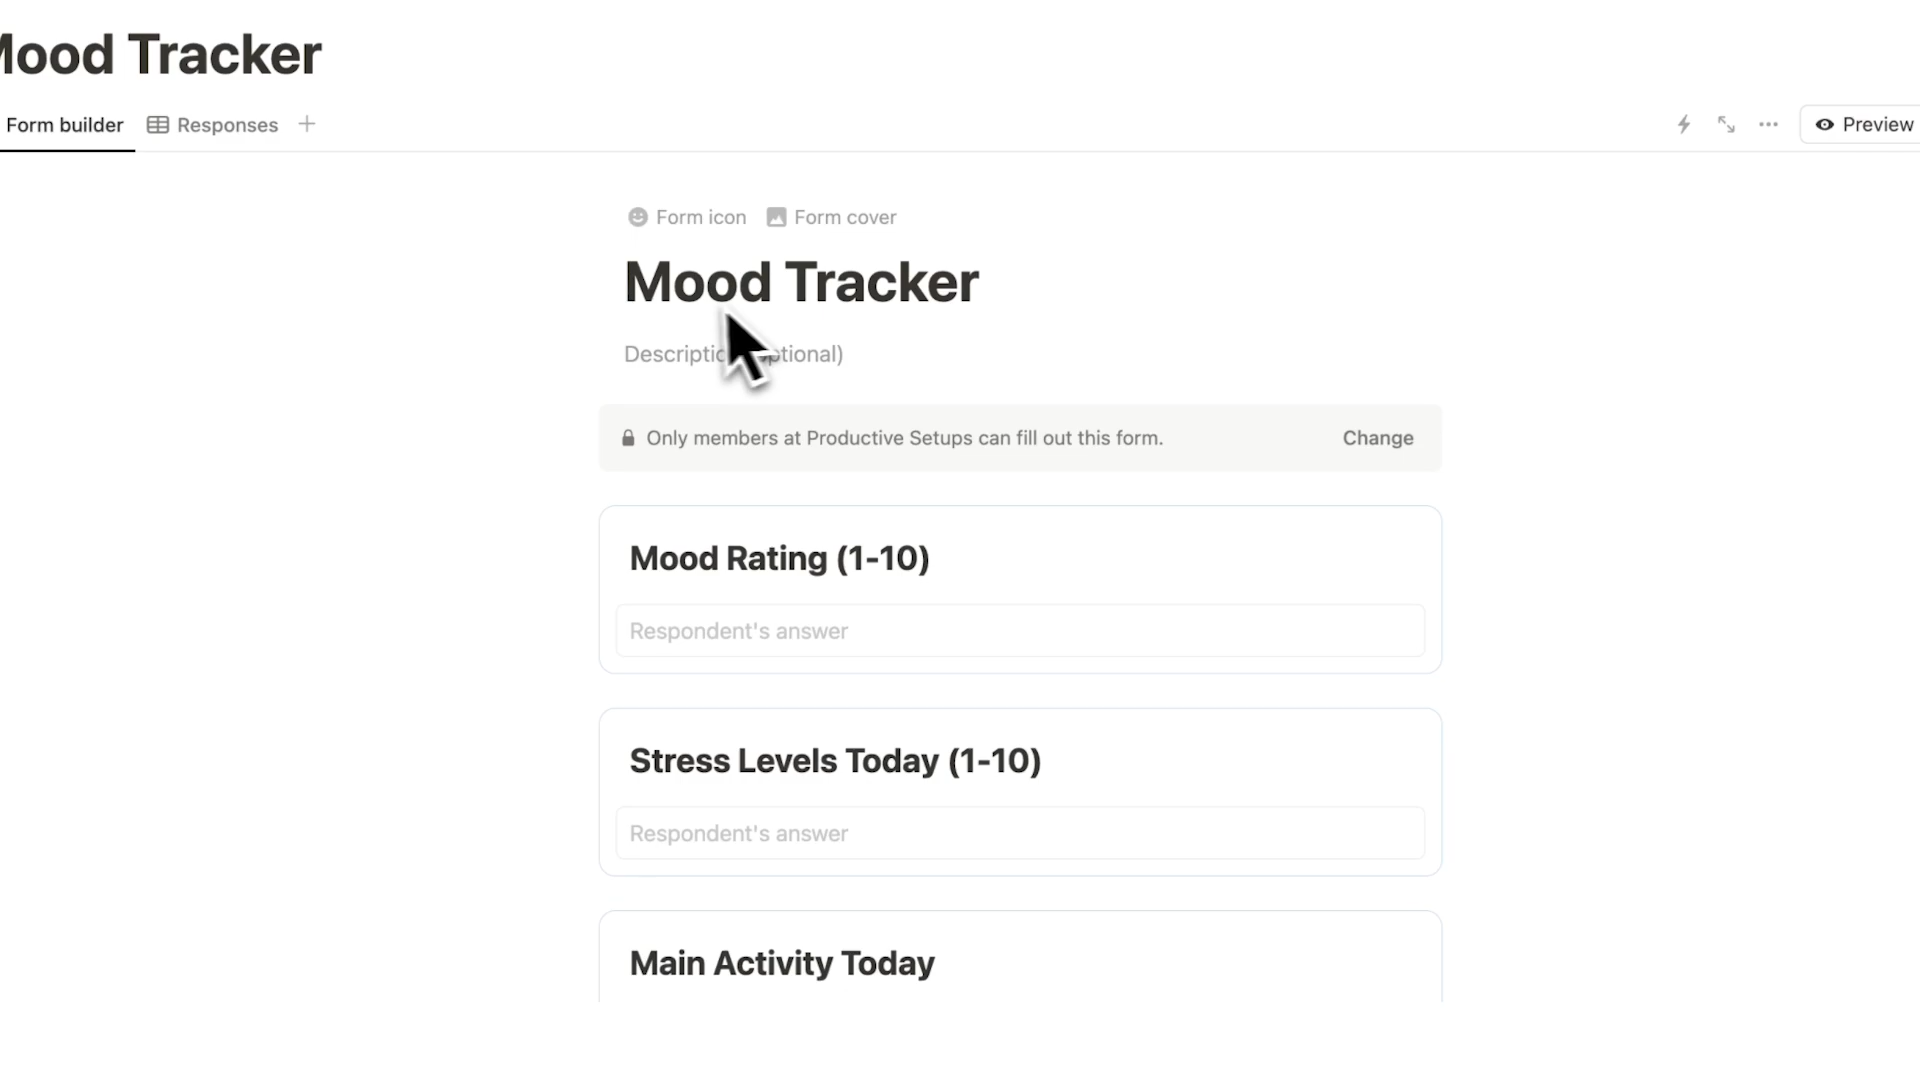 Mood Tracker
Form builder
Responses
Preview
Form icon
Form cover
Mood Tracker
Only members at Productive Setups can fill out this form.
Change
Mood Rating (1-10)
Respondent's answer
Stress Levels Today (1-10)
Respondent's answer
Main Activity Today